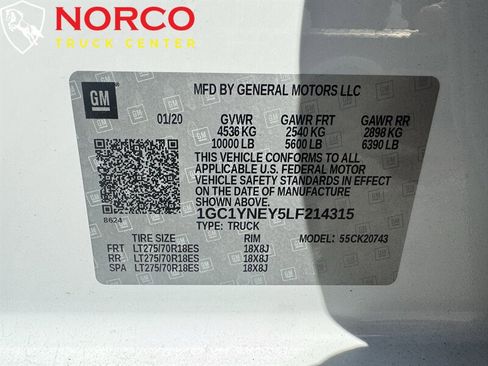 NORCO
TRUCK CENTER
GM
MFD BY GENERAL MOTORS LLC
01/20 GVWR GAWR FRT GAWR RR
4536 KG 2540 KG 2898 KG
10000 LB 5600 LB 6390 LB
THIS VEHICLE CONFORMS TO ALL
APPLICABLE U.S. FEDERAL MOTOR
VEHICLE SAFETY STANDARDS IN
EFFECT ON THE DATE OF MANUFACTURE
SHOWN ABOVE.
8624
1GC1YNEY5LF214315
TYPE: TRUCK
TIRE SIZE RIM MODEL: 55CK20743
FRT LT275/70R18ES 18X8J
RR LT275/70R18ES 18X8J
SPA LT275/70R18ES 18X8J